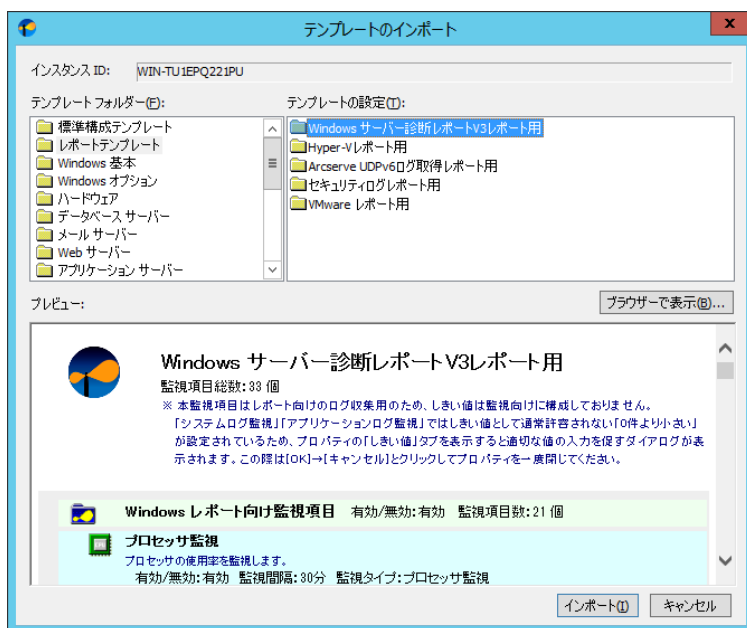 テンプレートのインポート
x
インスタンス ID: WIN-TU1EPQ221PU
テンプレート フォルダー(F):
標準構成テンプレート
レポートテンプレート
Windows 基本
Windows オプション
ハードウェア
データベース サーバー
メール サーバー
Web サーバー
アプリケーション サーバー
テンプレートの設定(T):
Windows サーバー診断レポートV3レポート用
Hyper-Vレポート用
Arcserve UDPv6ログ取得レポート用
セキュリティログレポート用
VMware レポート用
プレビュー:
ブラウザーで表示(B)...
Windows サーバー診断レポートV3レポート用
監視項目総数:33 個
※ 本監視項目はレポート向けのログ収集用のため、しきい値は監視向けに構成しておりません。
「システムログ監視」「アプリケーションログ監視」ではしきい値として通常許容されない「0件より小さい」
が設定されているため、プロパティの「しきい値」タブを表示すると適切な値の入力を促すダイアログが表
示されます。この際は[OK]→[キャンセル]とクリックしてプロパティを一度閉じてください。
Windows レポート向け監視項目 有効/無効:有効 監視項目数:21 個
プロセッサ監視
プロセッサの使用率を監視します。
有効/無効:有効 監視間隔:30分 監視タイプ:プロセッサ監視
インポート(I)
キャンセル